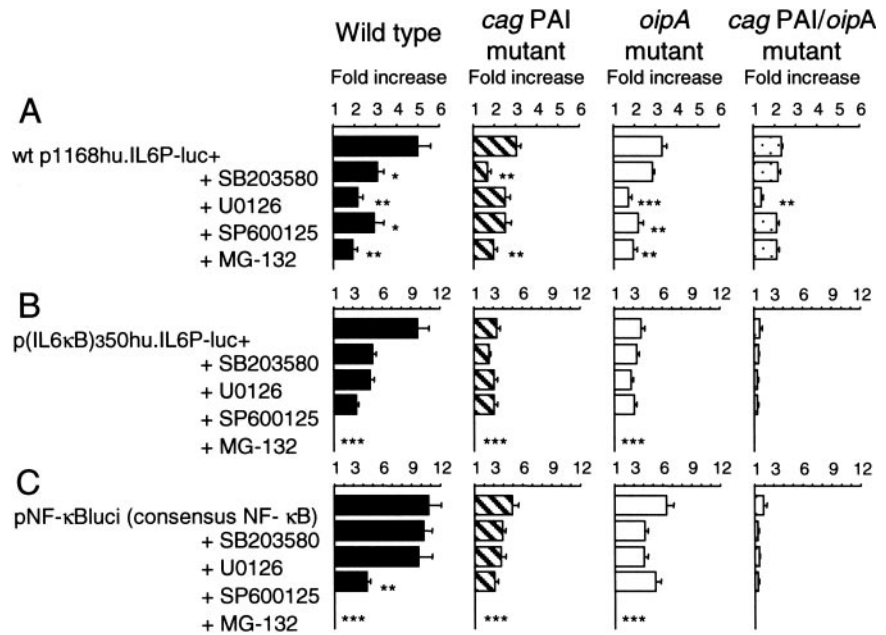 Wild type cag PAI mutant oipA mutant cag PAI/oipA mutant
Fold increase Fold increase Fold increase Fold increase
A
1 2 3 4 5 6 1 2 3 4 5 6 1 2 3 4 5 6 1 2 3 4 5 6
wt p1168hu.IL6P-luc+
+ SB203580 * **
+ U0126 ** *** **
+ SP600125 * **
+ MG-132 ** ** **
B
1 3 6 9 12 1 3 6 9 12 1 3 6 9 12 1 3 6 9 12
p(IL6κB)350hu.IL6P-luc+
+ SB203580
+ U0126
+ SP600125
+ MG-132 *** *** ***
C
1 3 6 9 12 1 3 6 9 12 1 3 6 9 12 1 3 6 9 12
pNF-κBluci (consensus NF- κB)
+ SB203580
+ U0126
+ SP600125 **
+ MG-132 *** *** ***